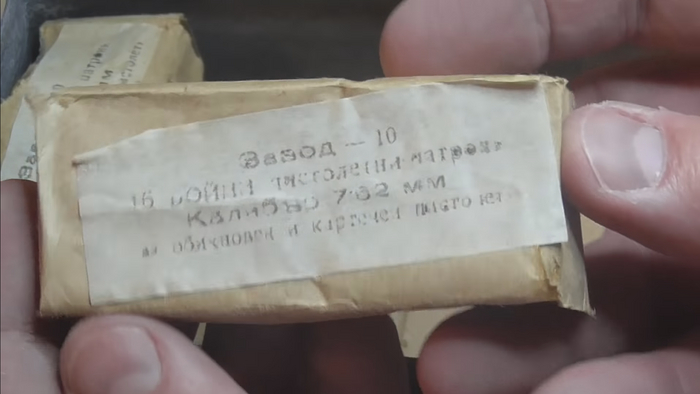 Завод — 10
16 бойни пистолетни патрона
Калибър 7.62 мм
за обикновен и картечен пистолет